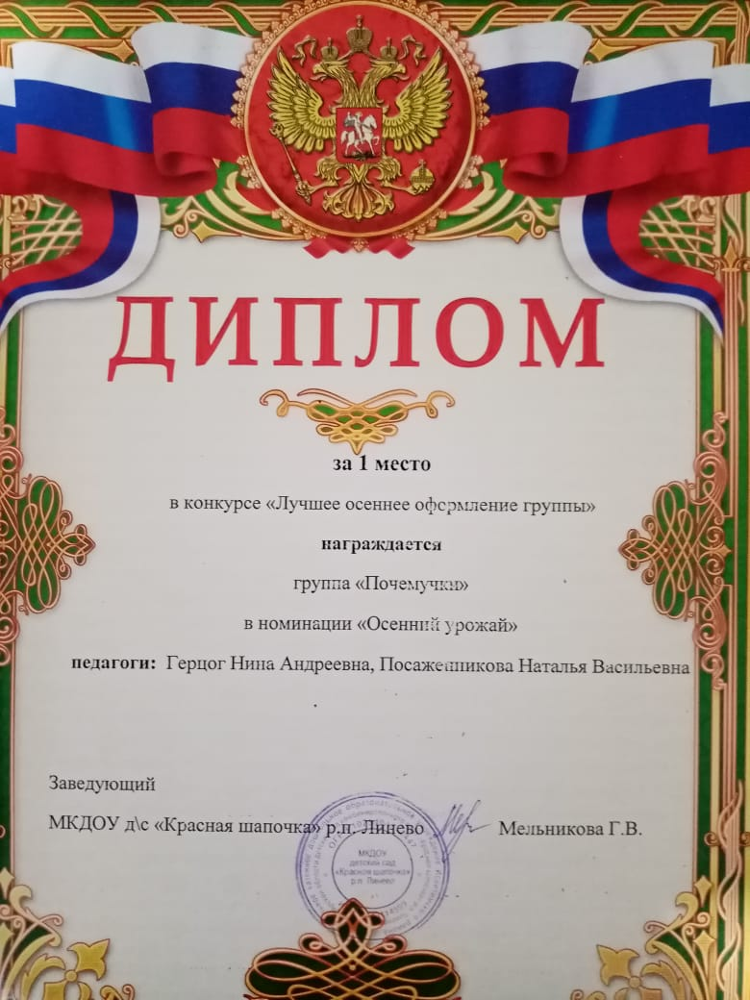 ДИПЛОМ
за 1 место
в конкурсе «Лучшее осеннее оформление группы»
награждается
группа «Почемучки»
в номинации «Осенний урожай»
педагоги: Герцог Нина Андреевна, Посаженникова Наталья Васильевна
Заведующий
МКДОУ д\с «Красная шапочка» р.п. Линево Мельникова Г.В.
МКДОУ
детский сад
«Красная шапочка»
р.п. Линево